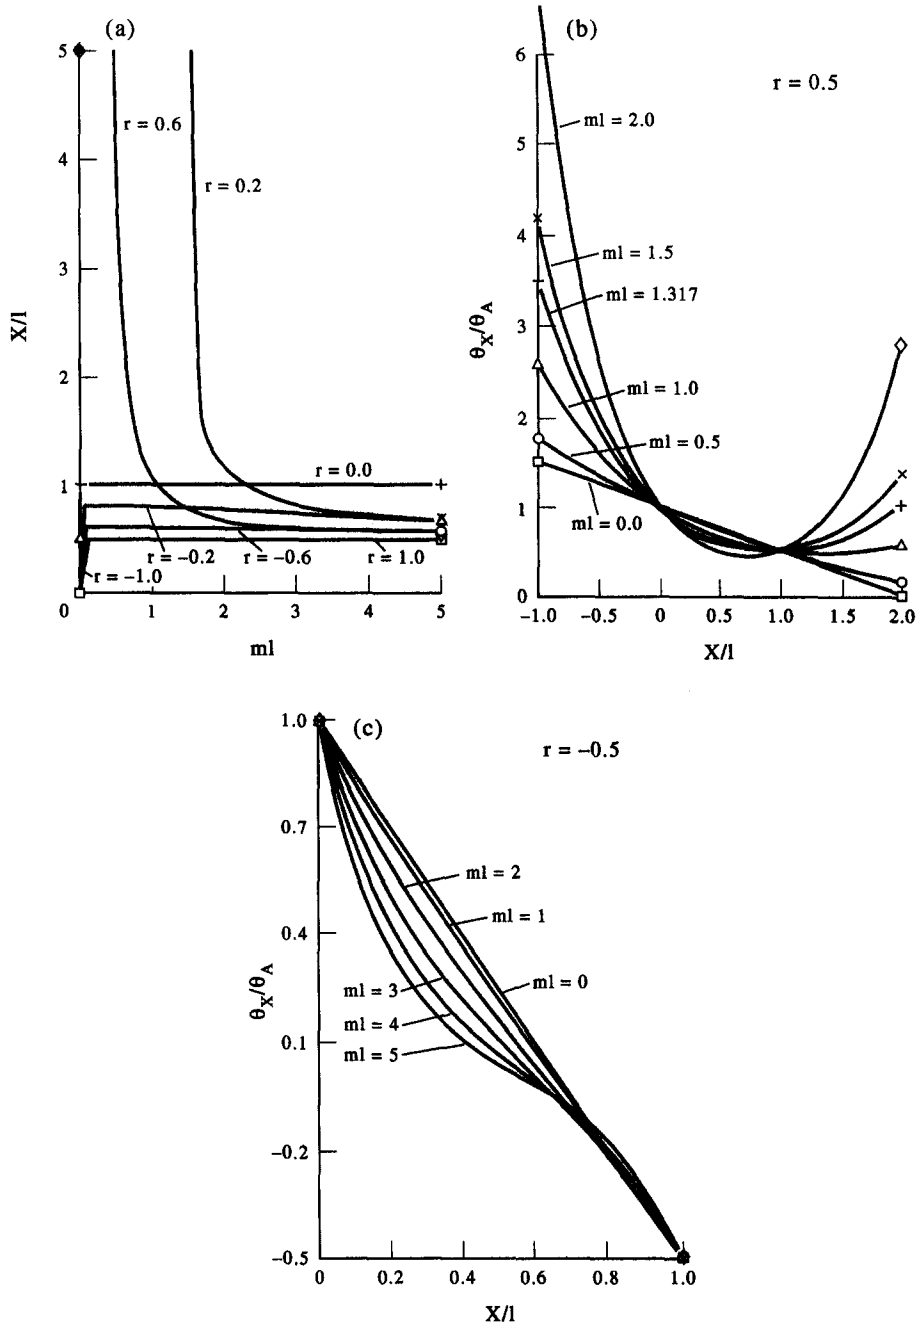 (a)
5
4
3
2
1
0
X/l
r = 0.6
r = 0.2
r = 0.0
r = −0.2
r = −0.6
1.0
r = −1.0
0 1 2 3 4 5
ml
(b)
r = 0.5
6
5
4
3
2
1
0
θX/θA
ml = 2.0
ml = 1.5
ml = 1.317
ml = 1.0
ml = 0.5
ml = 0.0
−1.0 −0.5 0 0.5 1.0 1.5 2.0
X/l
(c)
r = −0.5
1.0
0.7
0.4
0.1
−0.2
−0.5
θX/θA
ml = 2
ml = 1
ml = 0
ml = 3
ml = 4
ml = 5
0 0.2 0.4 0.6 0.8 1.0
X/l